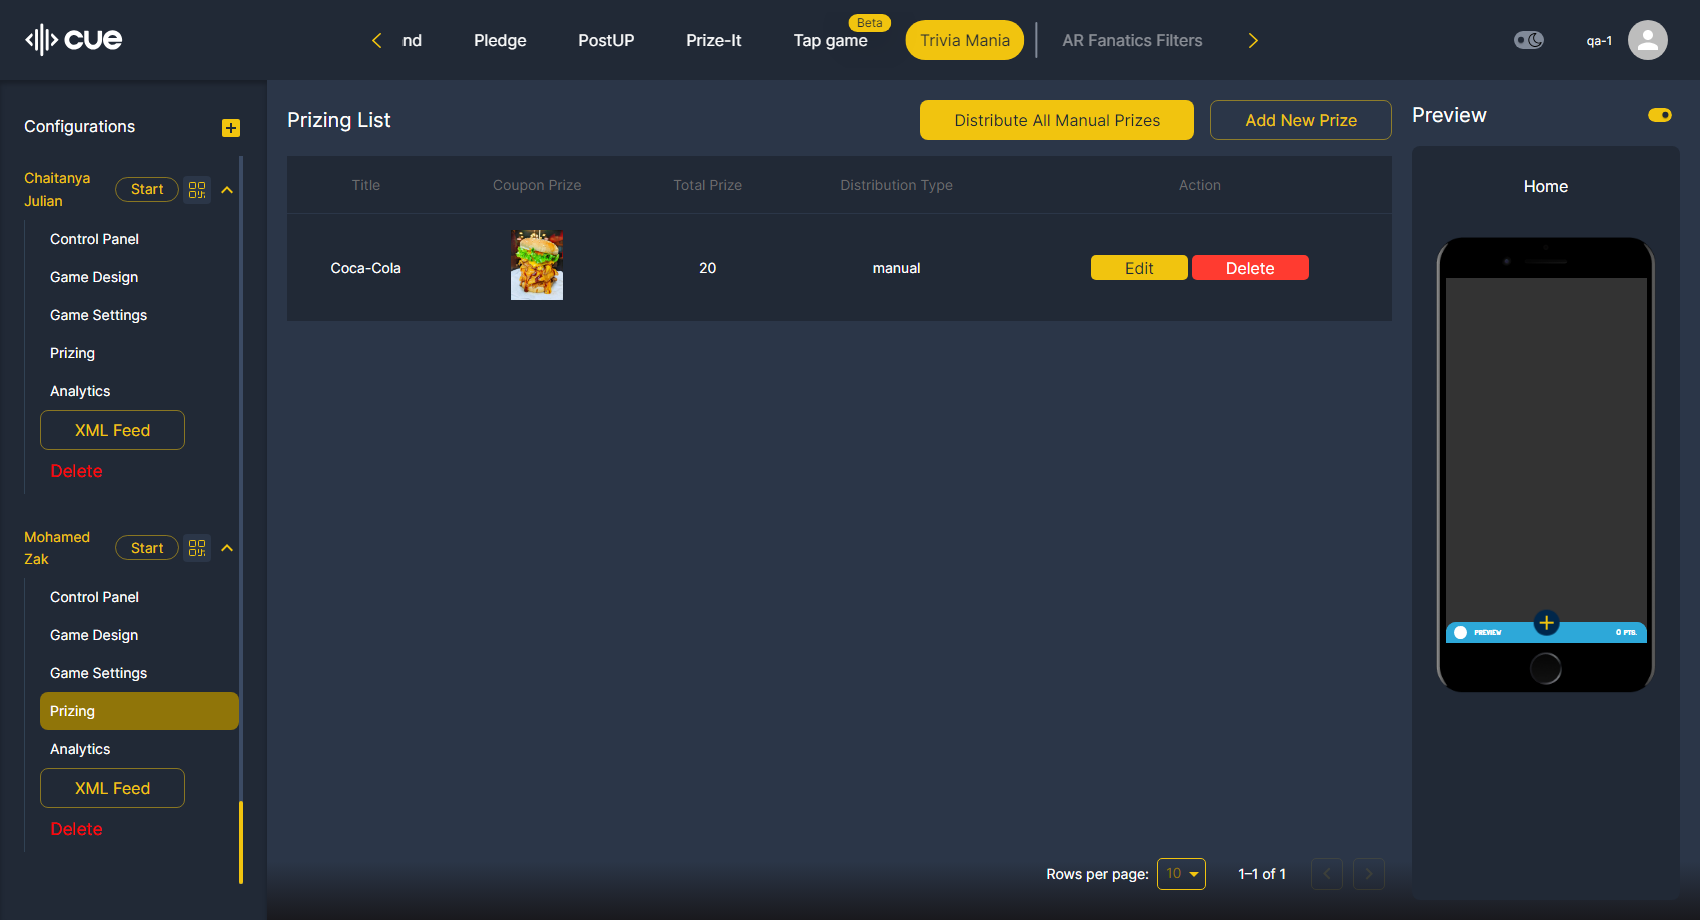 cue
nd
Pledge
PostUP
Prize-It
Tap game
Beta
Trivia Mania
AR Fanatics Filters
qa-1
Configurations
Chaitanya
Julian
Start
Control Panel
Game Design
Game Settings
Prizing
Analytics
XML Feed
Delete
Mohamed
Zak
Start
Control Panel
Game Design
Game Settings
Prizing
Analytics
XML Feed
Delete
Prizing List
Distribute All Manual Prizes
Add New Prize
Title Coupon Prize Total Prize Distribution Type Action
Coca-Cola 20 manual Edit Delete
Rows per page: 10 1–1 of 1
Preview
Home
PREVIEW 0 PTS.